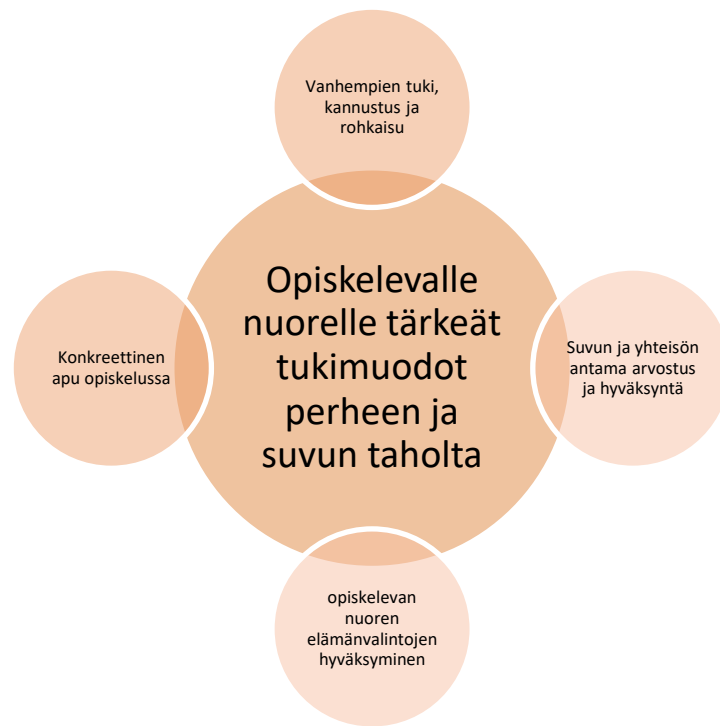 Vanhempien tuki,
kannustus ja
rohkaisu
Opiskelevalle
nuorelle tärkeät
tukimuodot
perheen ja
suvun taholta
Konkreettinen
apu opiskelussa
Suvun ja yhteisön
antama arvostus
ja hyväksyntä
opiskelevan
nuoren
elämänvalintojen
hyväksyminen